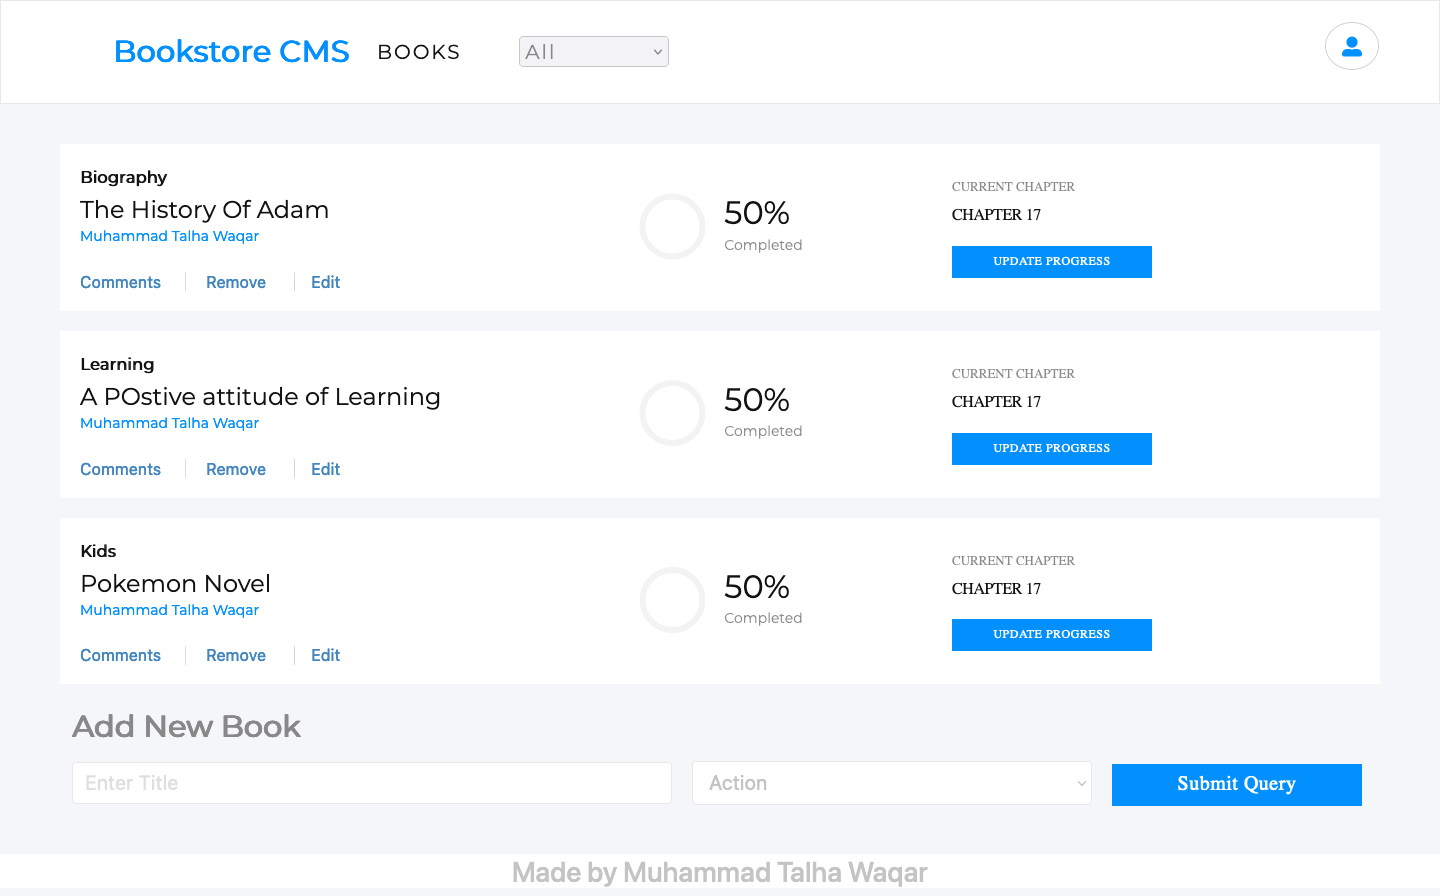 Bookstore CMS BOOKS All
Biography
The History Of Adam
Muhammad Talha Waqar
Comments Remove Edit
50%
Completed
CURRENT CHAPTER
CHAPTER 17
UPDATE PROGRESS
Learning
A POstive attitude of Learning
Muhammad Talha Waqar
Comments Remove Edit
50%
Completed
CURRENT CHAPTER
CHAPTER 17
UPDATE PROGRESS
Kids
Pokemon Novel
Muhammad Talha Waqar
Comments Remove Edit
50%
Completed
CURRENT CHAPTER
CHAPTER 17
UPDATE PROGRESS
Add New Book
Enter Title Action Submit Query
Made by Muhammad Talha Waqar